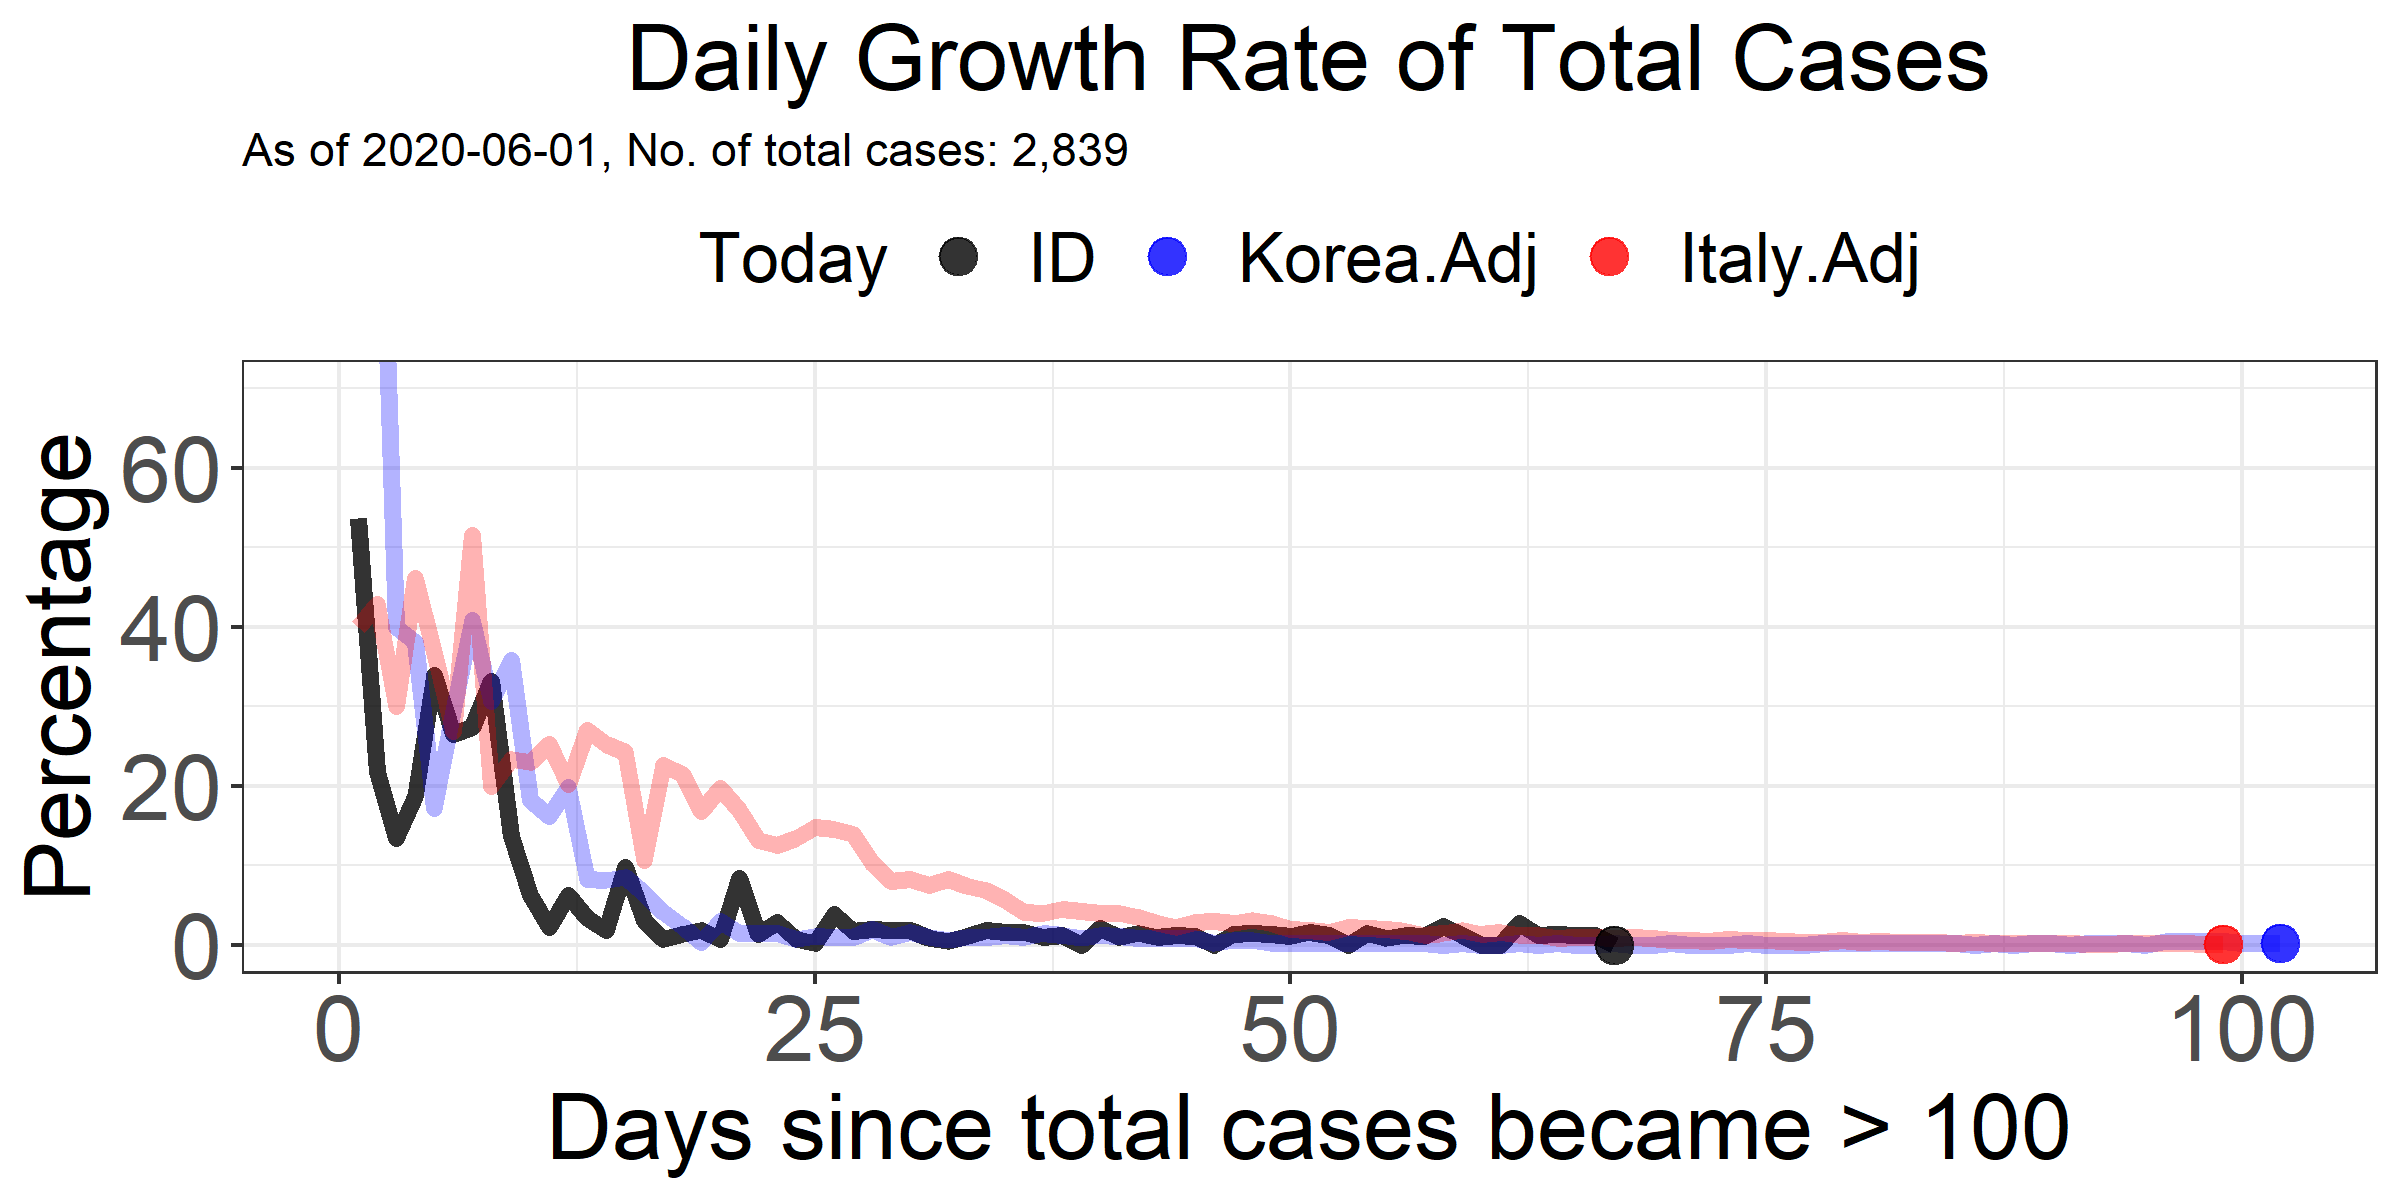 Daily Growth Rate of Total Cases
As of 2020-06-01, No. of total cases: 2,839
Today ID Korea.Adj Italy.Adj
Percentage
60
40
20
0
0 25 50 75 100
Days since total cases became > 100